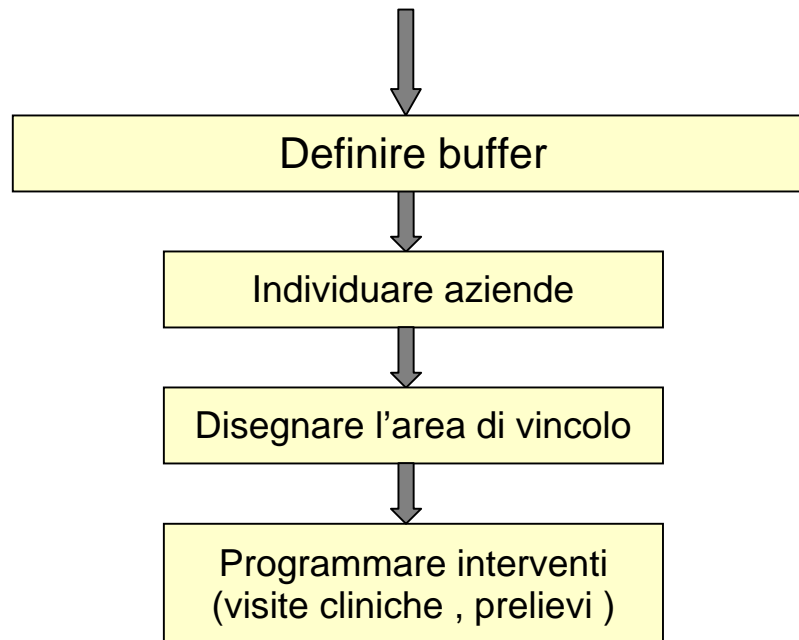 Definire buffer
Individuare aziende
Disegnare l’area di vincolo
Programmare interventi
(visite cliniche , prelievi )